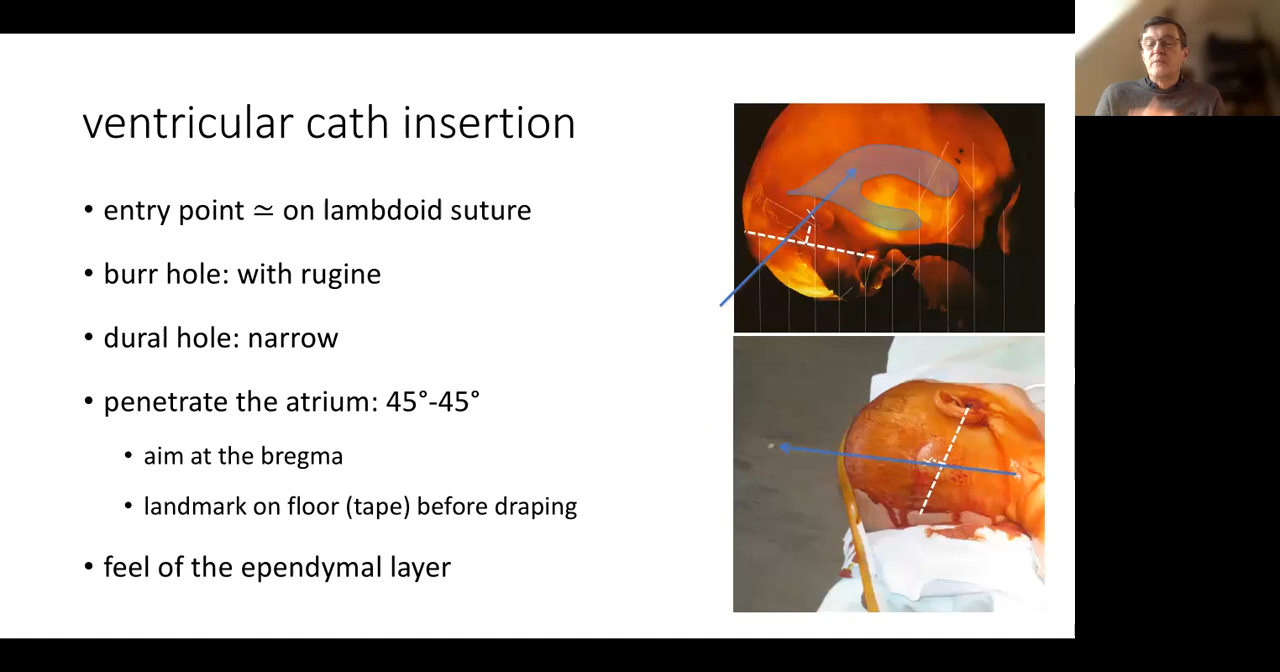 ventricular cath insertion
• entry point ≃ on lambdoid suture
• burr hole: with rugine
• dural hole: narrow
• penetrate the atrium: 45°-45°
• aim at the bregma
• landmark on floor (tape) before draping
• feel of the ependymal layer